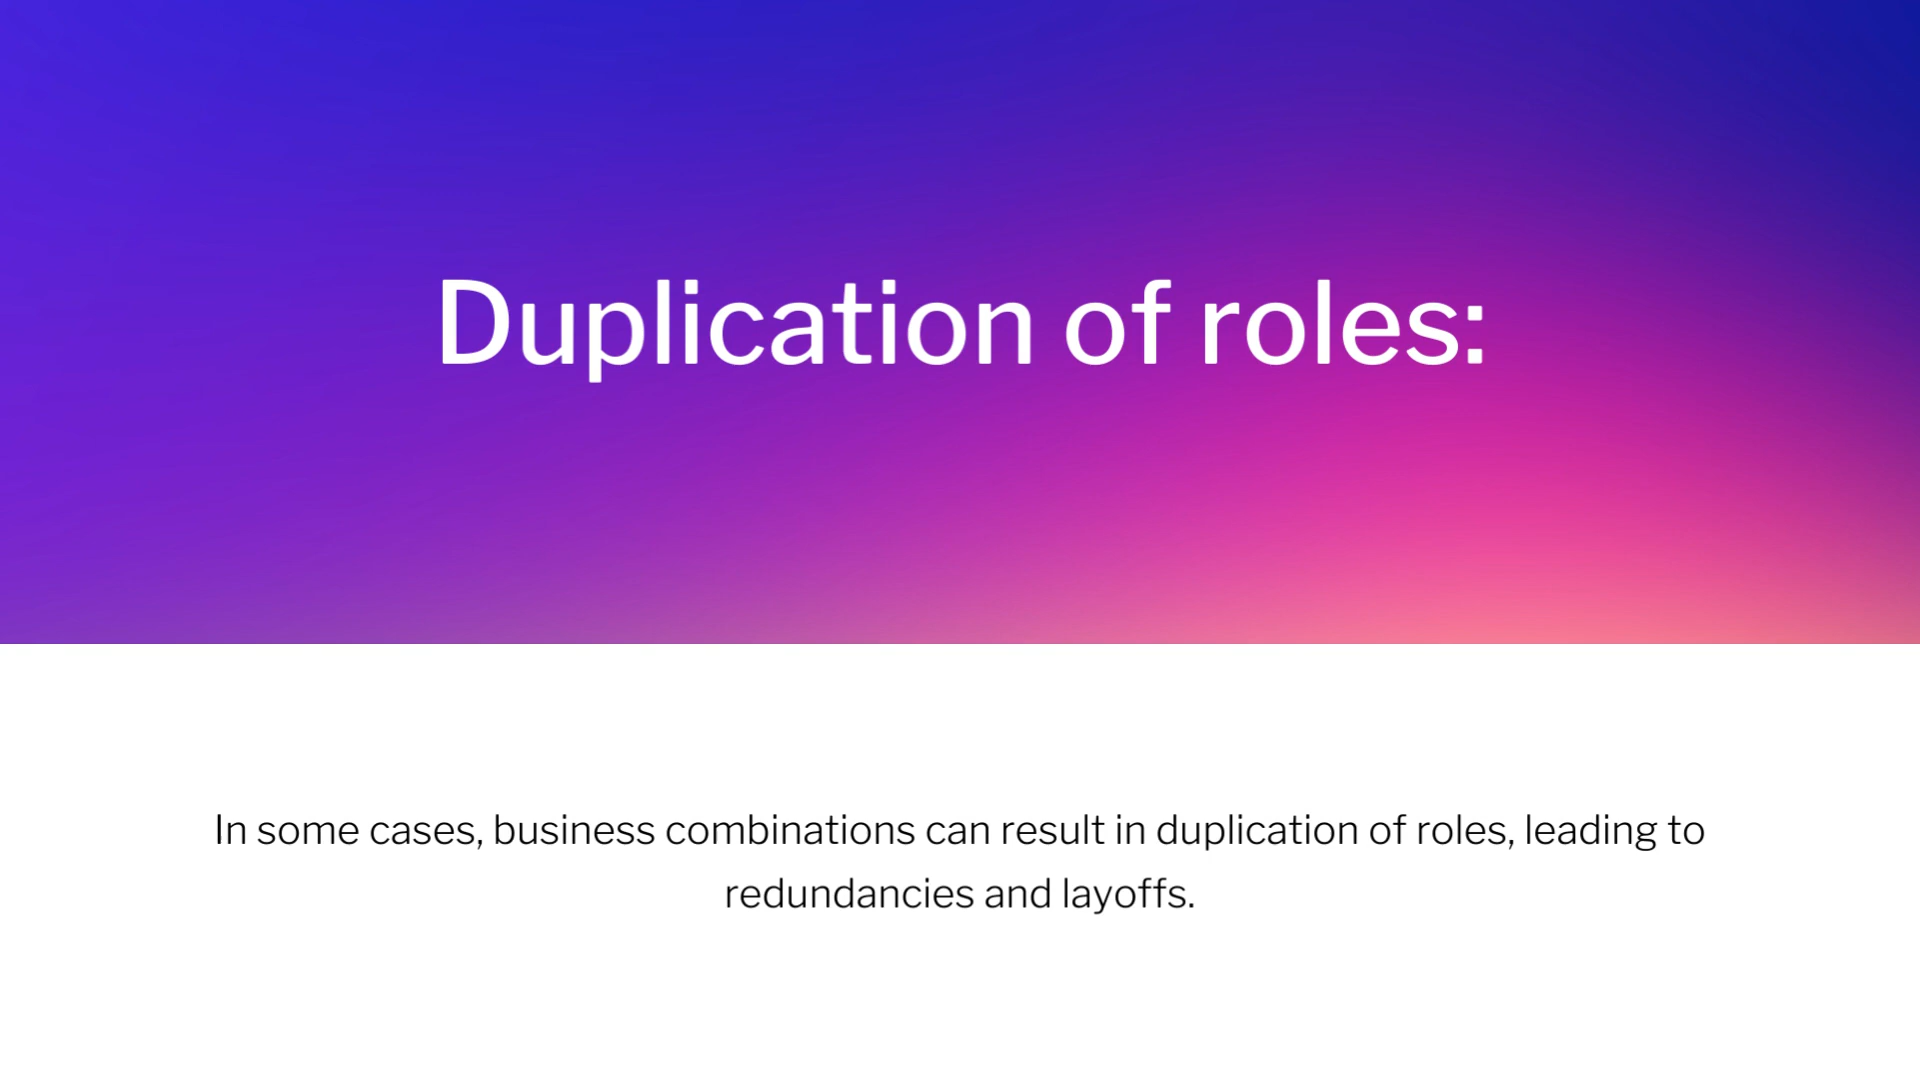 Duplication of roles:
In some cases, business combinations can result in duplication of roles, leading to
redundancies and layoffs.